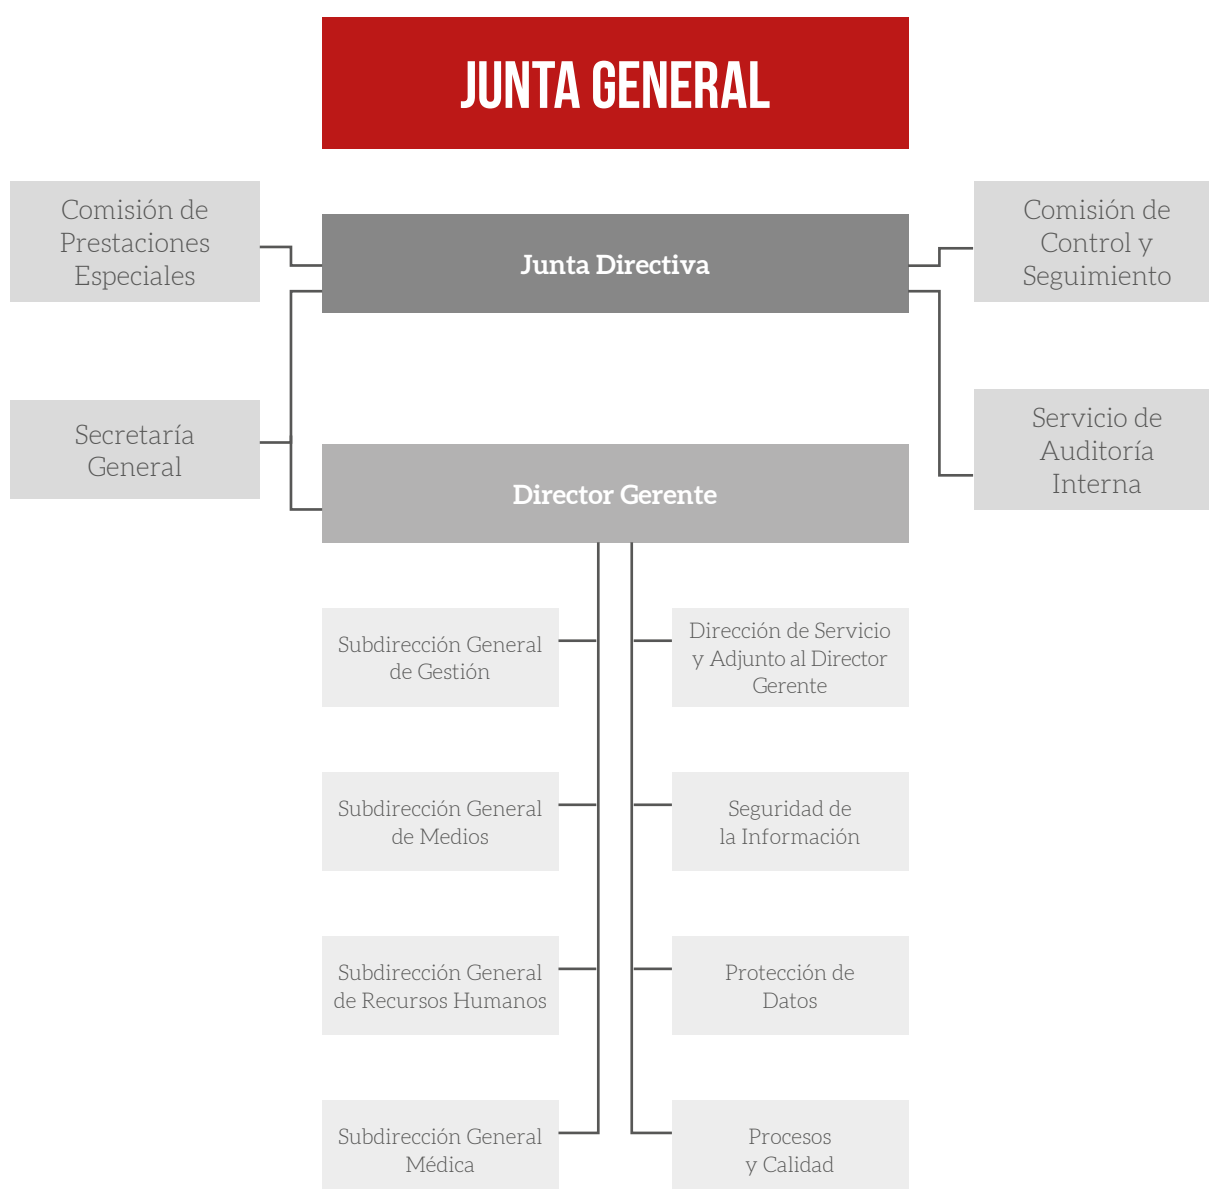 JUNTA GENERAL
Comisión de
Prestaciones
Especiales
Junta Directiva
Comisión de
Control y
Seguimiento
Secretaría
General
Director Gerente
Servicio de
Auditoría
Interna
Subdirección General
de Gestión
Dirección de Servicio
y Adjunto al Director
Gerente
Subdirección General
de Medios
Seguridad de
la Información
Subdirección General
de Recursos Humanos
Protección de
Datos
Subdirección General
Médica
Procesos
y Calidad